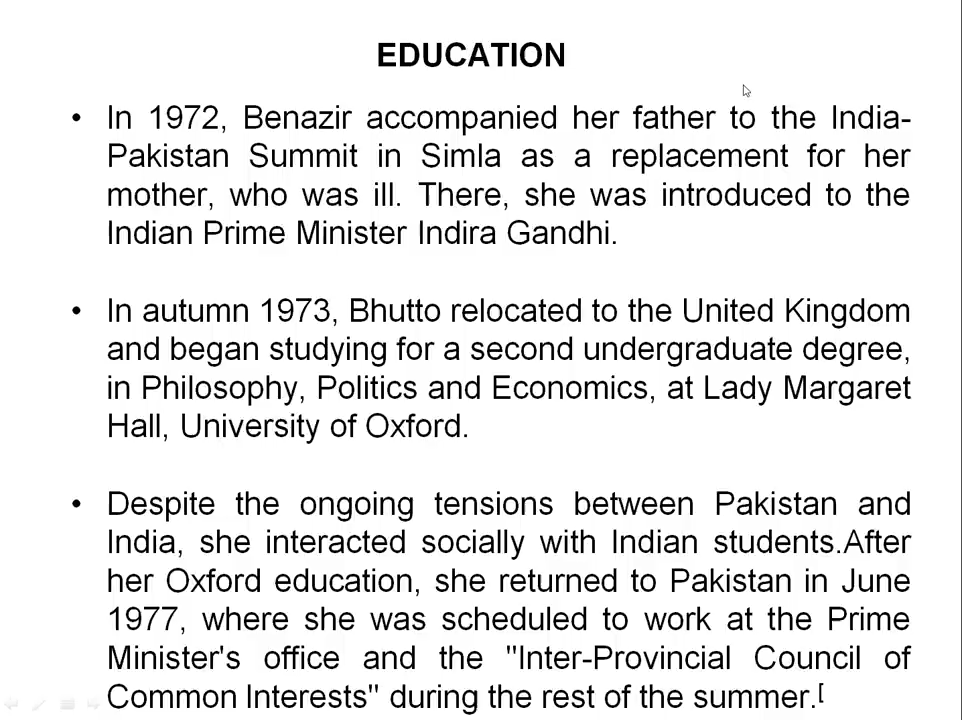 EDUCATION
• In 1972, Benazir accompanied her father to the India-
Pakistan Summit in Simla as a replacement for her
mother, who was ill. There, she was introduced to the
Indian Prime Minister Indira Gandhi.
• In autumn 1973, Bhutto relocated to the United Kingdom
and began studying for a second undergraduate degree,
in Philosophy, Politics and Economics, at Lady Margaret
Hall, University of Oxford.
• Despite the ongoing tensions between Pakistan and
India, she interacted socially with Indian students.After
her Oxford education, she returned to Pakistan in June
1977, where she was scheduled to work at the Prime
Minister's office and the "Inter-Provincial Council of
Common Interests" during the rest of the summer.[